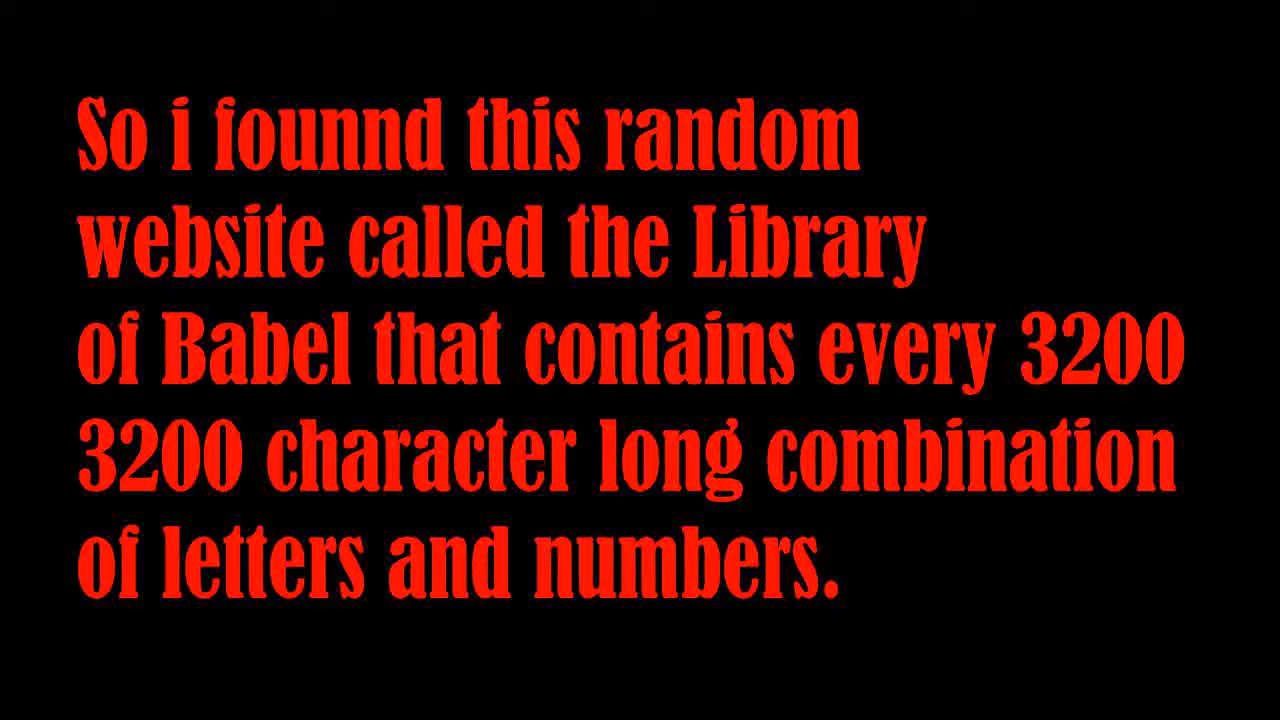 So i founnd this random
website called the Library
of Babel that contains every 3200
3200 character long combination
of letters and numbers.